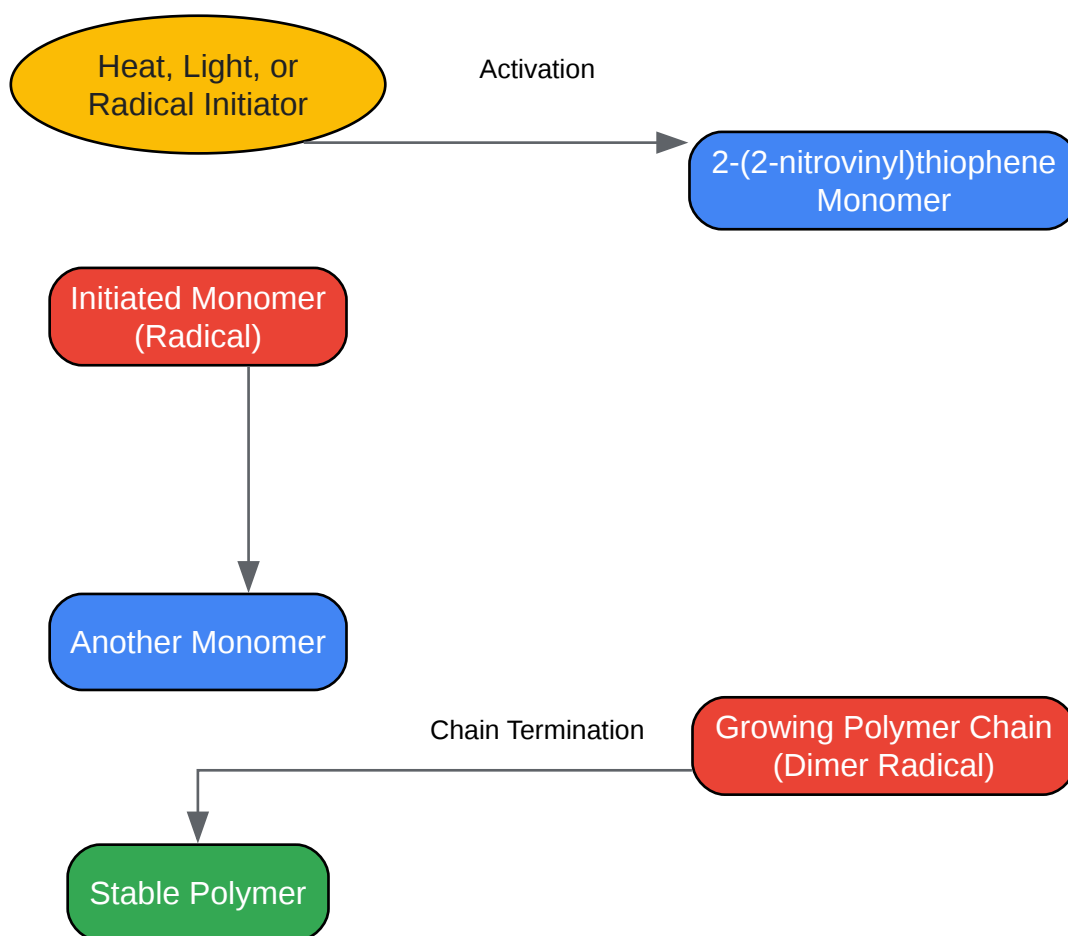 Heat, Light, or
Radical Initiator
Activation
2-(2-nitrovinyl)thiophene
Monomer
Initiated Monomer
(Radical)
Another Monomer
Chain Termination
Growing Polymer Chain
(Dimer Radical)
Stable Polymer